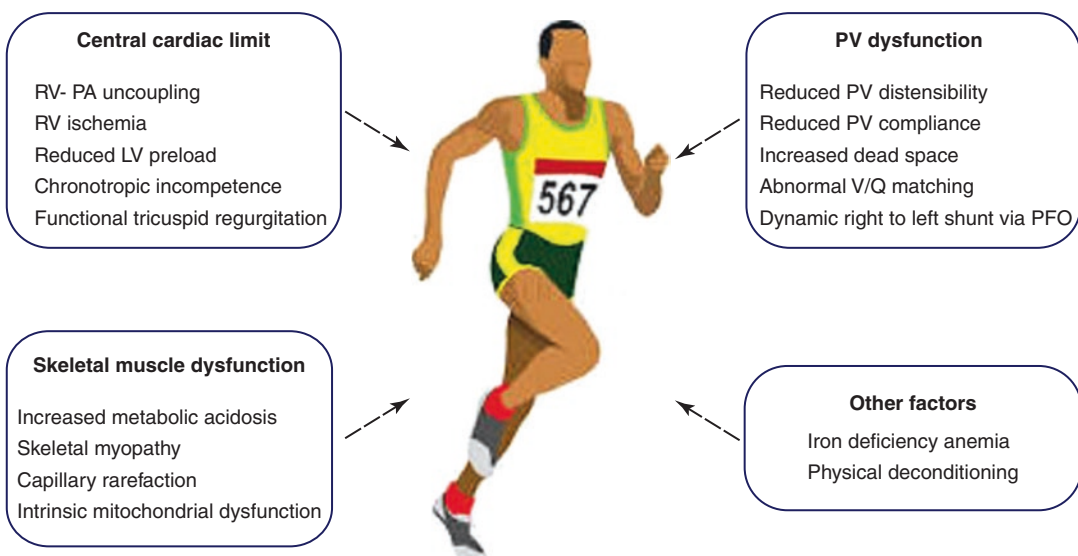 Central cardiac limit
RV- PA uncoupling
RV ischemia
Reduced LV preload
Chronotropic incompetence
Functional tricuspid regurgitation
PV dysfunction
Reduced PV distensibility
Reduced PV compliance
Increased dead space
Abnormal V/Q matching
Dynamic right to left shunt via PFO
567
Skeletal muscle dysfunction
Increased metabolic acidosis
Skeletal myopathy
Capillary rarefaction
Intrinsic mitochondrial dysfunction
Other factors
Iron deficiency anemia
Physical deconditioning